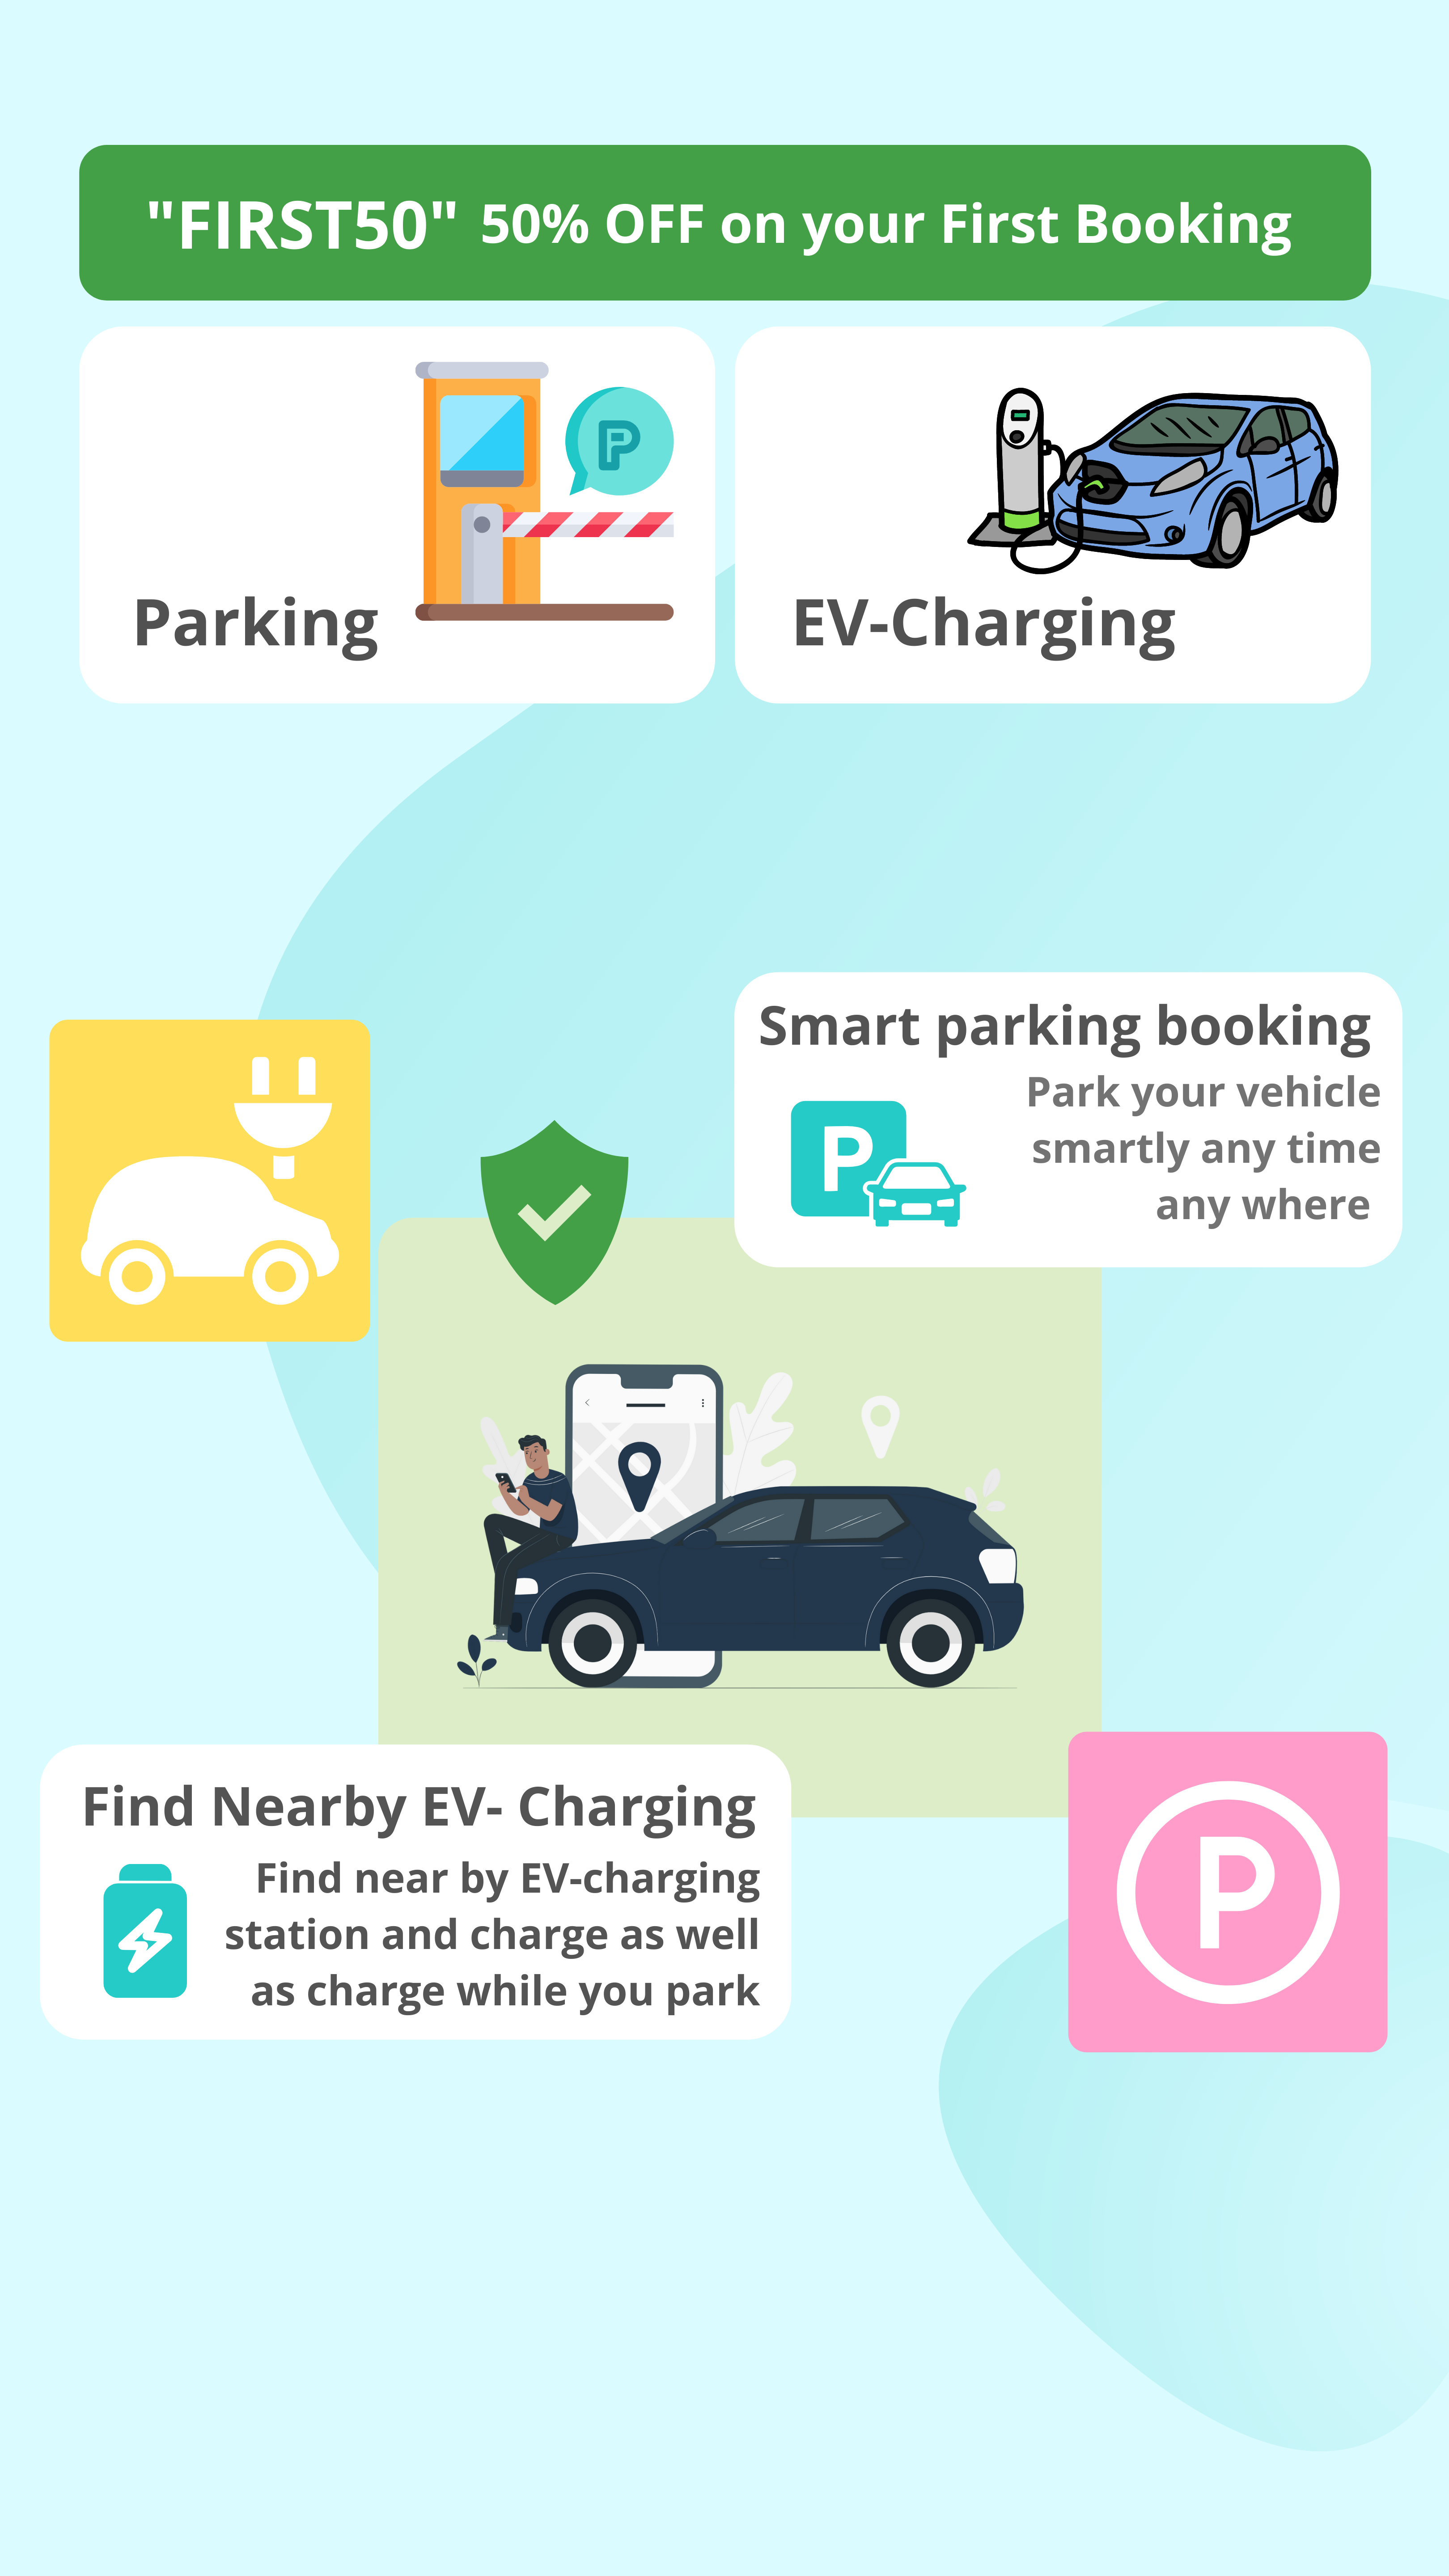 "FIRST50" 50% OFF on your First Booking
P
Parking
EV-Charging
Smart parking booking
Park your vehicle
smartly any time
any where
P
Find Nearby EV- Charging
Find near by EV-charging
station and charge as well
as charge while you park
P